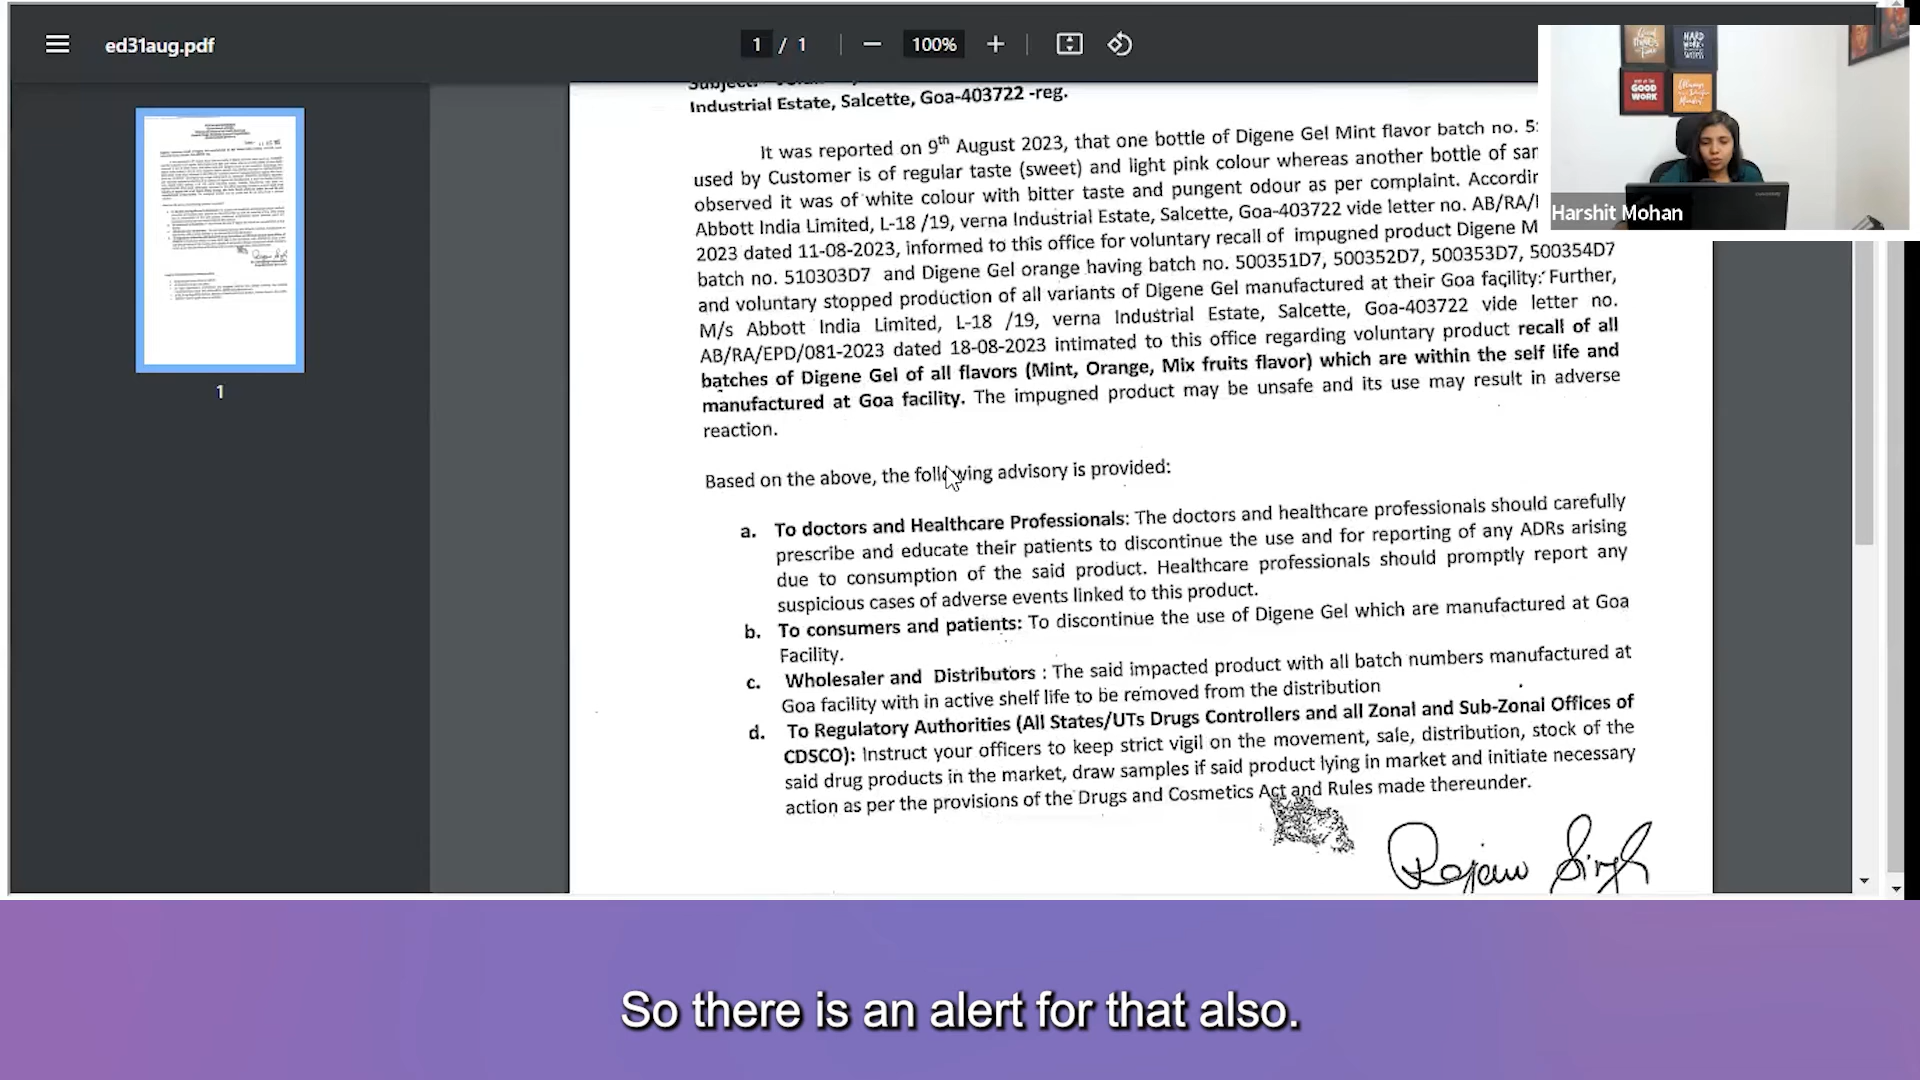 ed31aug.pdf
1 / 1
100%
Industrial Estate, Salcette, Goa-403722 -reg.
It was reported on 9th August 2023, that one bottle of Digene Gel Mint flavor batch no. 5
used by Customer is of regular taste (sweet) and light pink colour whereas another bottle of
observed it was of white colour with bitter taste and pungent odour as per complaint.
Abbott India Limited, L-18 /19, verna Industrial Estate, Salcette, Goa-403722 vide letter no. AB/RA/
2023 dated 11-08-2023, informed to this office for voluntary recall of impugned product Digene
batch no. 510303D7 and Digene Gel orange having batch no. 500351D7, 500352D7, 500353D7, 500354D7
and voluntary stopped production of all variants of Digene Gel manufactured at their Goa facility. Further,
M/s Abbott India Limited, L-18 /19, verna Industrial Estate, Salcette, Goa-403722 vide letter no.
AB/RA/EPD/081-2023 dated 18-08-2023 intimated to this office regarding voluntary product recall of all
batches of Digene Gel of all flavors (Mint, Orange, Mix fruits flavor) which are within the self life and
manufactured at Goa facility. The impugned product may be unsafe and its use may result in adverse
reaction.
Based on the above, the following advisory is provided:
a. To doctors and Healthcare Professionals: The doctors and healthcare professionals should carefully
prescribe and educate their patients to discontinue the use and for reporting of any ADRs arising
due to consumption of the said product. Healthcare professionals should promptly report any
suspicious cases of adverse events linked to this product.
b. To consumers and patients: To discontinue the use of Digene Gel which are manufactured at Goa
Facility.
c. Wholesaler and Distributors : The said impacted product with all batch numbers manufactured at
Goa facility with in active shelf life to be removed from the distribution
d. To Regulatory Authorities (All States/UTs Drugs Controllers and all Zonal and Sub-Zonal Offices of
CDSCO): Instruct your officers to keep strict vigil on the movement, sale, distribution, stock of the
said drug products in the market, draw samples if said product lying in market and initiate necessary
action as per the provisions of the Drugs and Cosmetics Act and Rules made thereunder.
1
HARD
WORK
GOOD
WORK
Harshit Mohan
So there is an alert for that also.